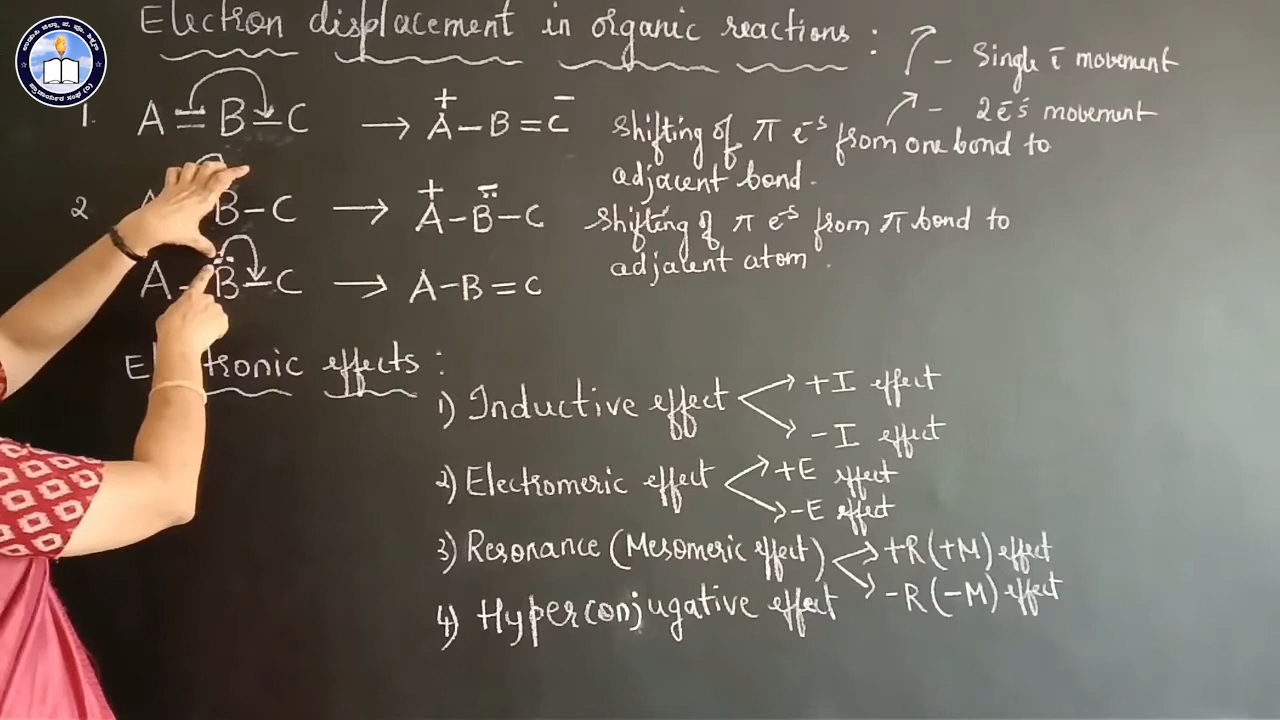 Electron displacement in organic reactions :
– Single ē movement
– 2ēs movement
1. A = B – C → A⁺ – B = C⁻ Shifting of π e⁻s from one bond to
adjacent bond.
2 B – C → A⁺ – B̈⁻ – C Shifting of π e⁻s from π bond to
adjacent atom.
A – B̈ – C → A – B = C
effects :
1) Inductive effect
+I effect
-I effect
2) Electromeric effect
+E effect
-E effect
3) Resonance (Mesomeric effect)
+R (+M) effect
-R (-M) effect
4) Hyperconjugative effect